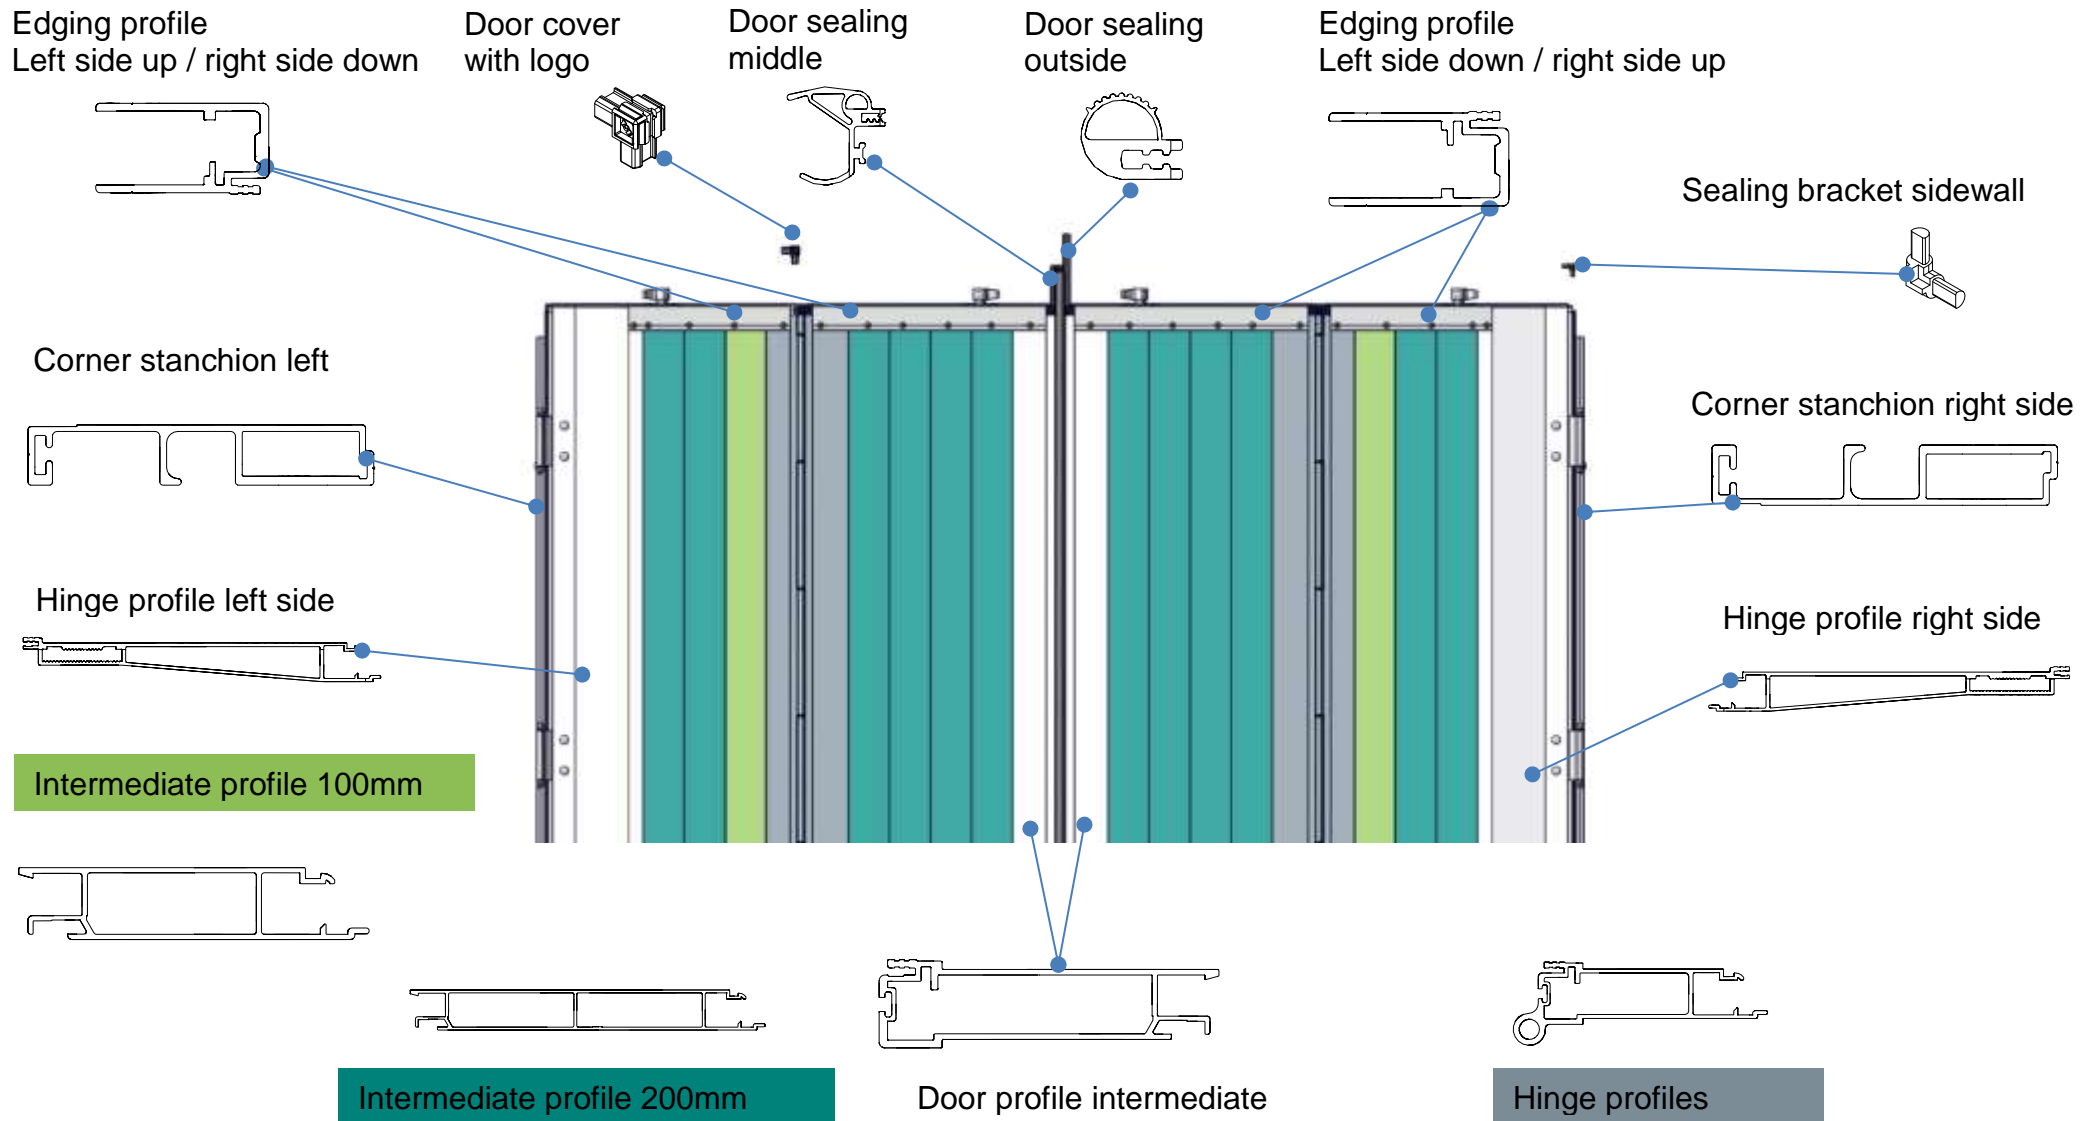 Edging profile
Left side up / right side down
Door cover
with logo
Door sealing
middle
Door sealing
outside
Edging profile
Left side down / right side up
Sealing bracket sidewall
Corner stanchion left
Corner stanchion right side
Hinge profile left side
Hinge profile right side
Intermediate profile 100mm
Intermediate profile 200mm
Door profile intermediate
Hinge profiles